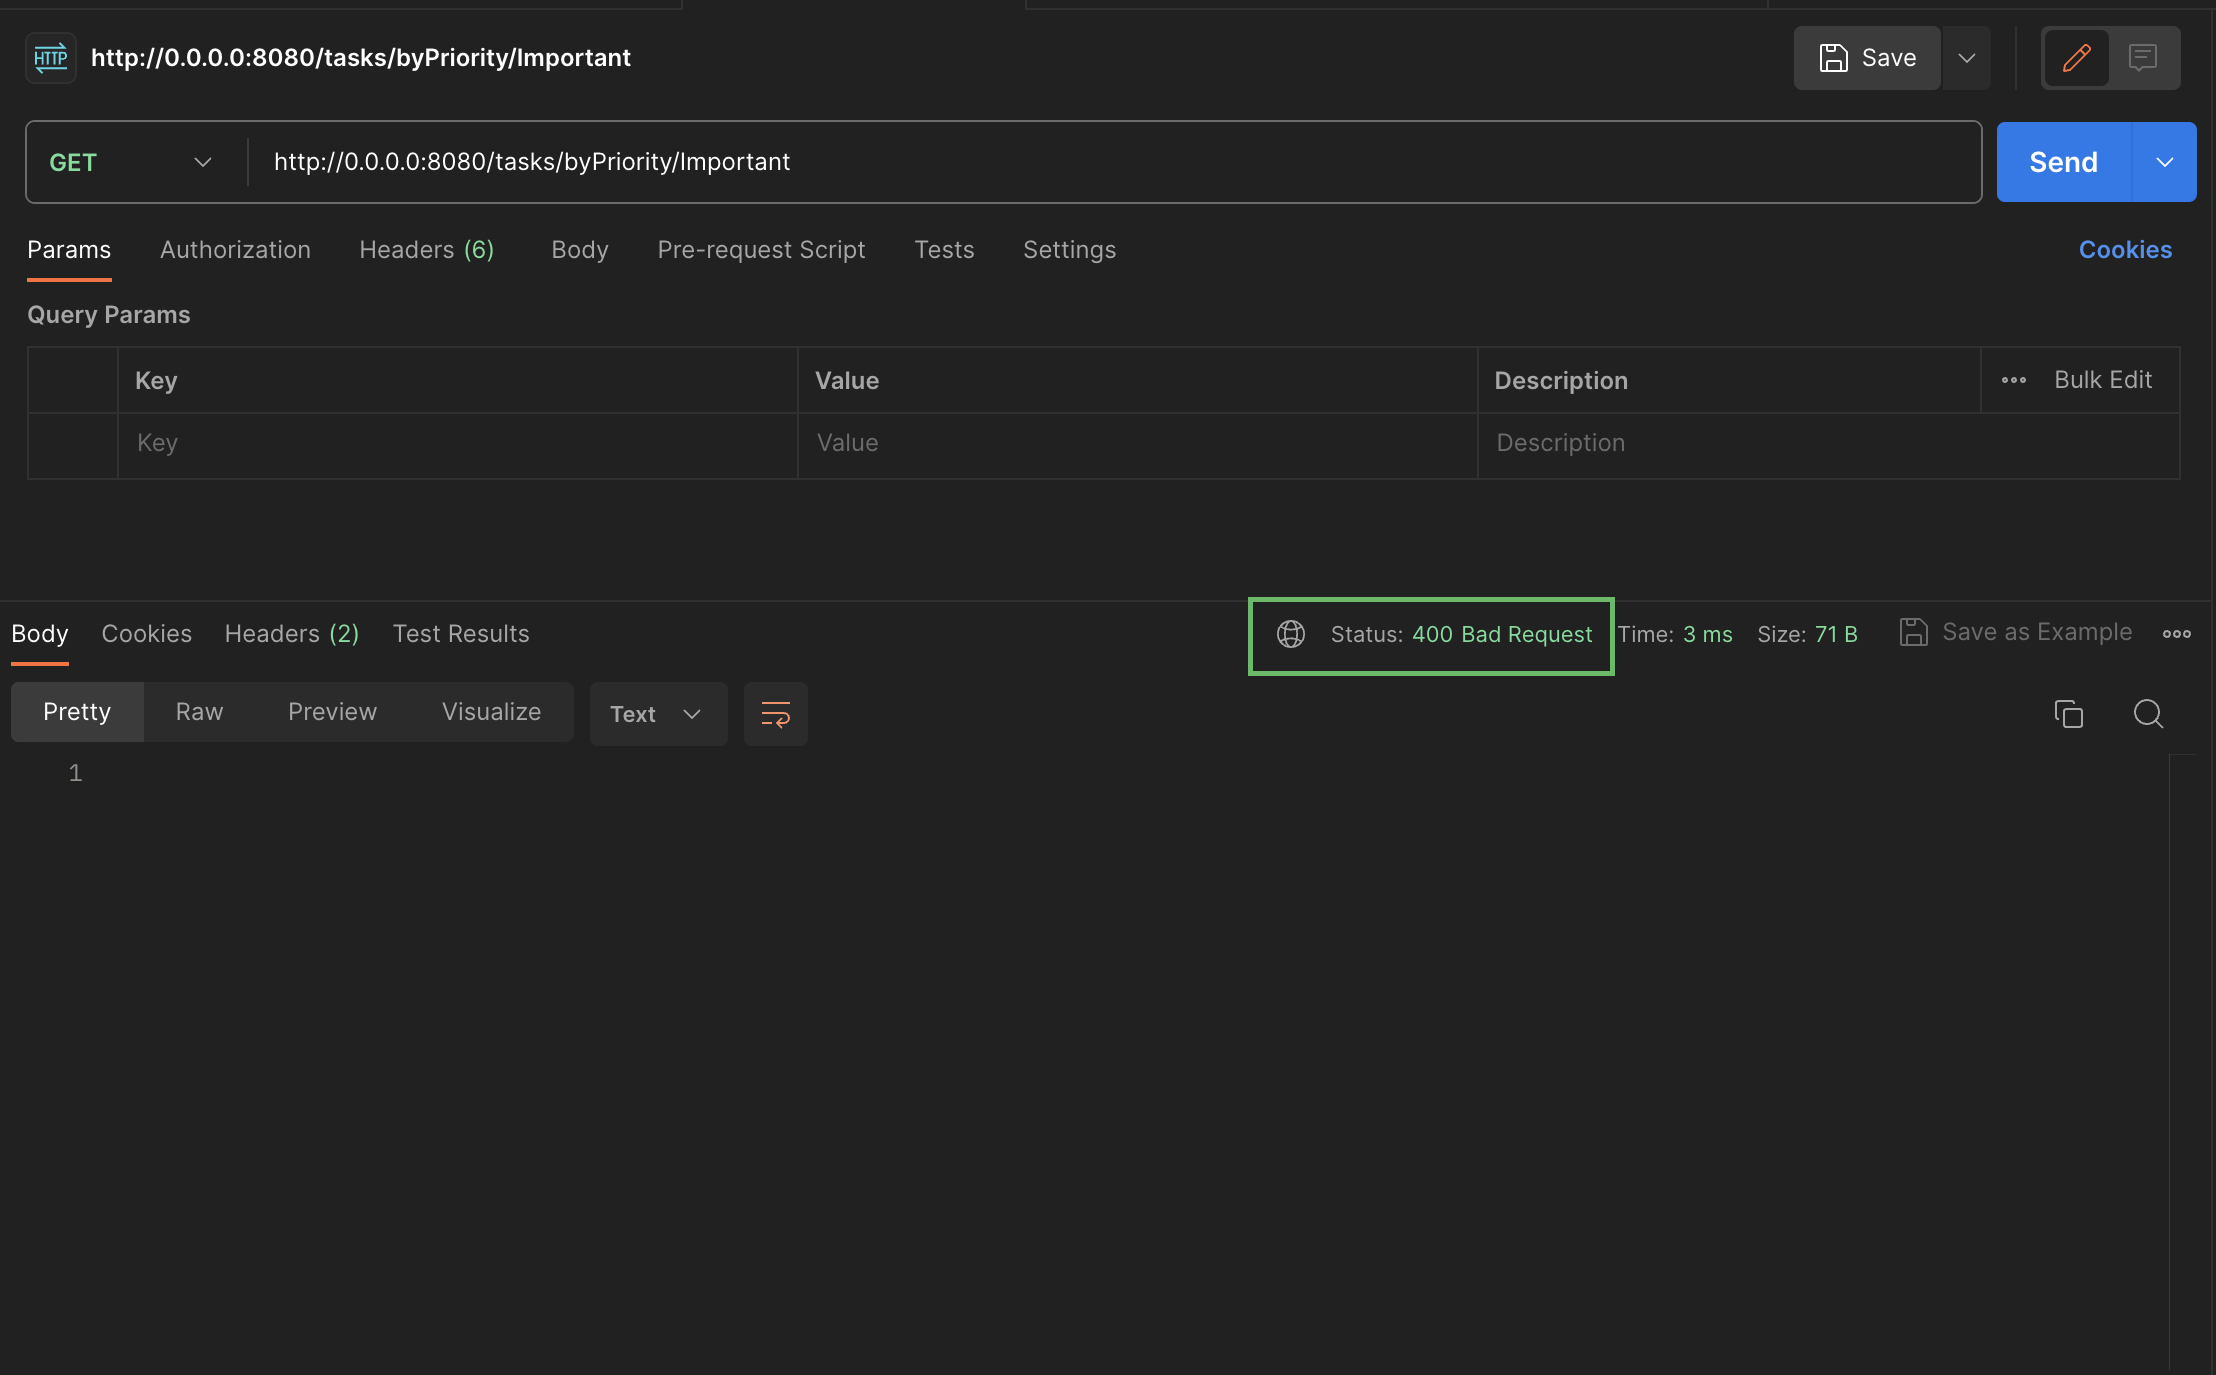 HTTP http://0.0.0.0:8080/tasks/byPriority/Important Save
GET http://0.0.0.0:8080/tasks/byPriority/Important Send
Params Authorization Headers (6) Body Pre-request Script Tests Settings Cookies
Query Params
Key Value Description Bulk Edit
Key Value Description
Body Cookies Headers (2) Test Results Status: 400 Bad Request Time: 3 ms Size: 71 B Save as Example
Pretty Raw Preview Visualize Text
1